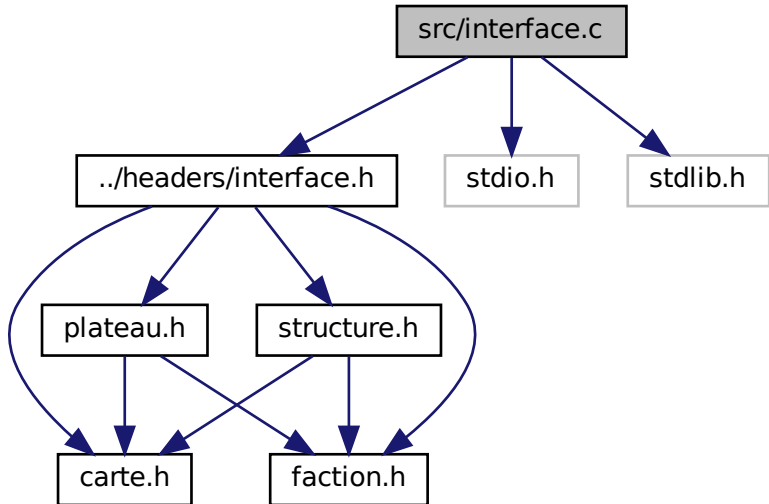 src/interface.c
../headers/interface.h
stdio.h
stdlib.h
plateau.h
structure.h
carte.h
faction.h